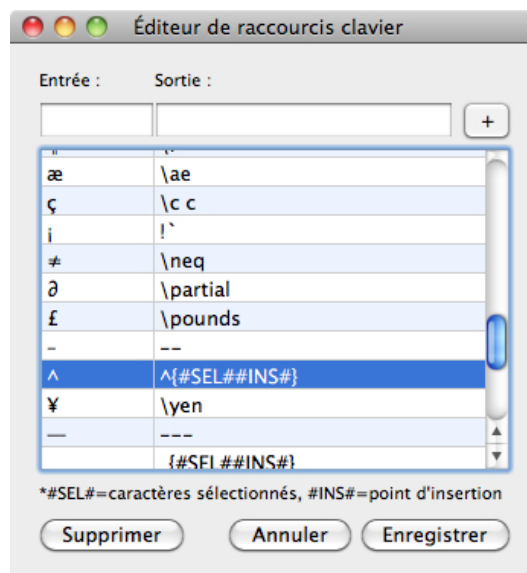 Éditeur de raccourcis clavier
Entrée : Sortie :
+
æ \ae
ç \c c
¡ !`
≠ \neq
∂ \partial
£ \pounds
– --
^ ^{#SEL##INS#}
¥ \yen
— ---
_{#SEL##INS#}
*#SEL#=caractères sélectionnés, #INS#=point d'insertion
Supprimer Annuler Enregistrer